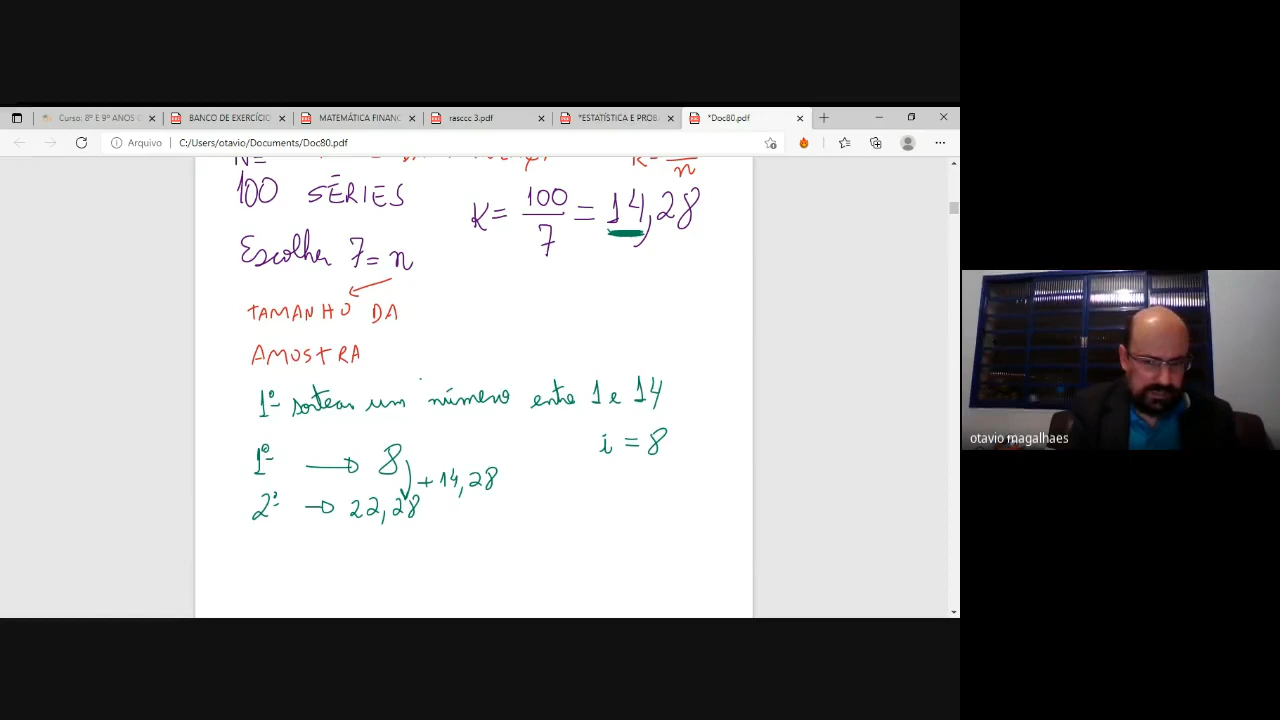 Curso: 8º E 9º ANOS
BANCO DE EXERCÍCIO
MATEMÁTICA FINANC
rasccc 3.pdf
*ESTATÍSTICA E PROBA
*Doc80.pdf
Arquivo
C:/Users/otavio/Documents/Doc80.pdf
N=
K=
n
100 SÉRIES
K = 100/7 = 14,28
Escolher 7 = n
TAMANHO DA
AMOSTRA
1º sortear um número entre 1 e 14
i = 8
1º → 8
+ 14,28
2º → 22,28
otavio magalhaes